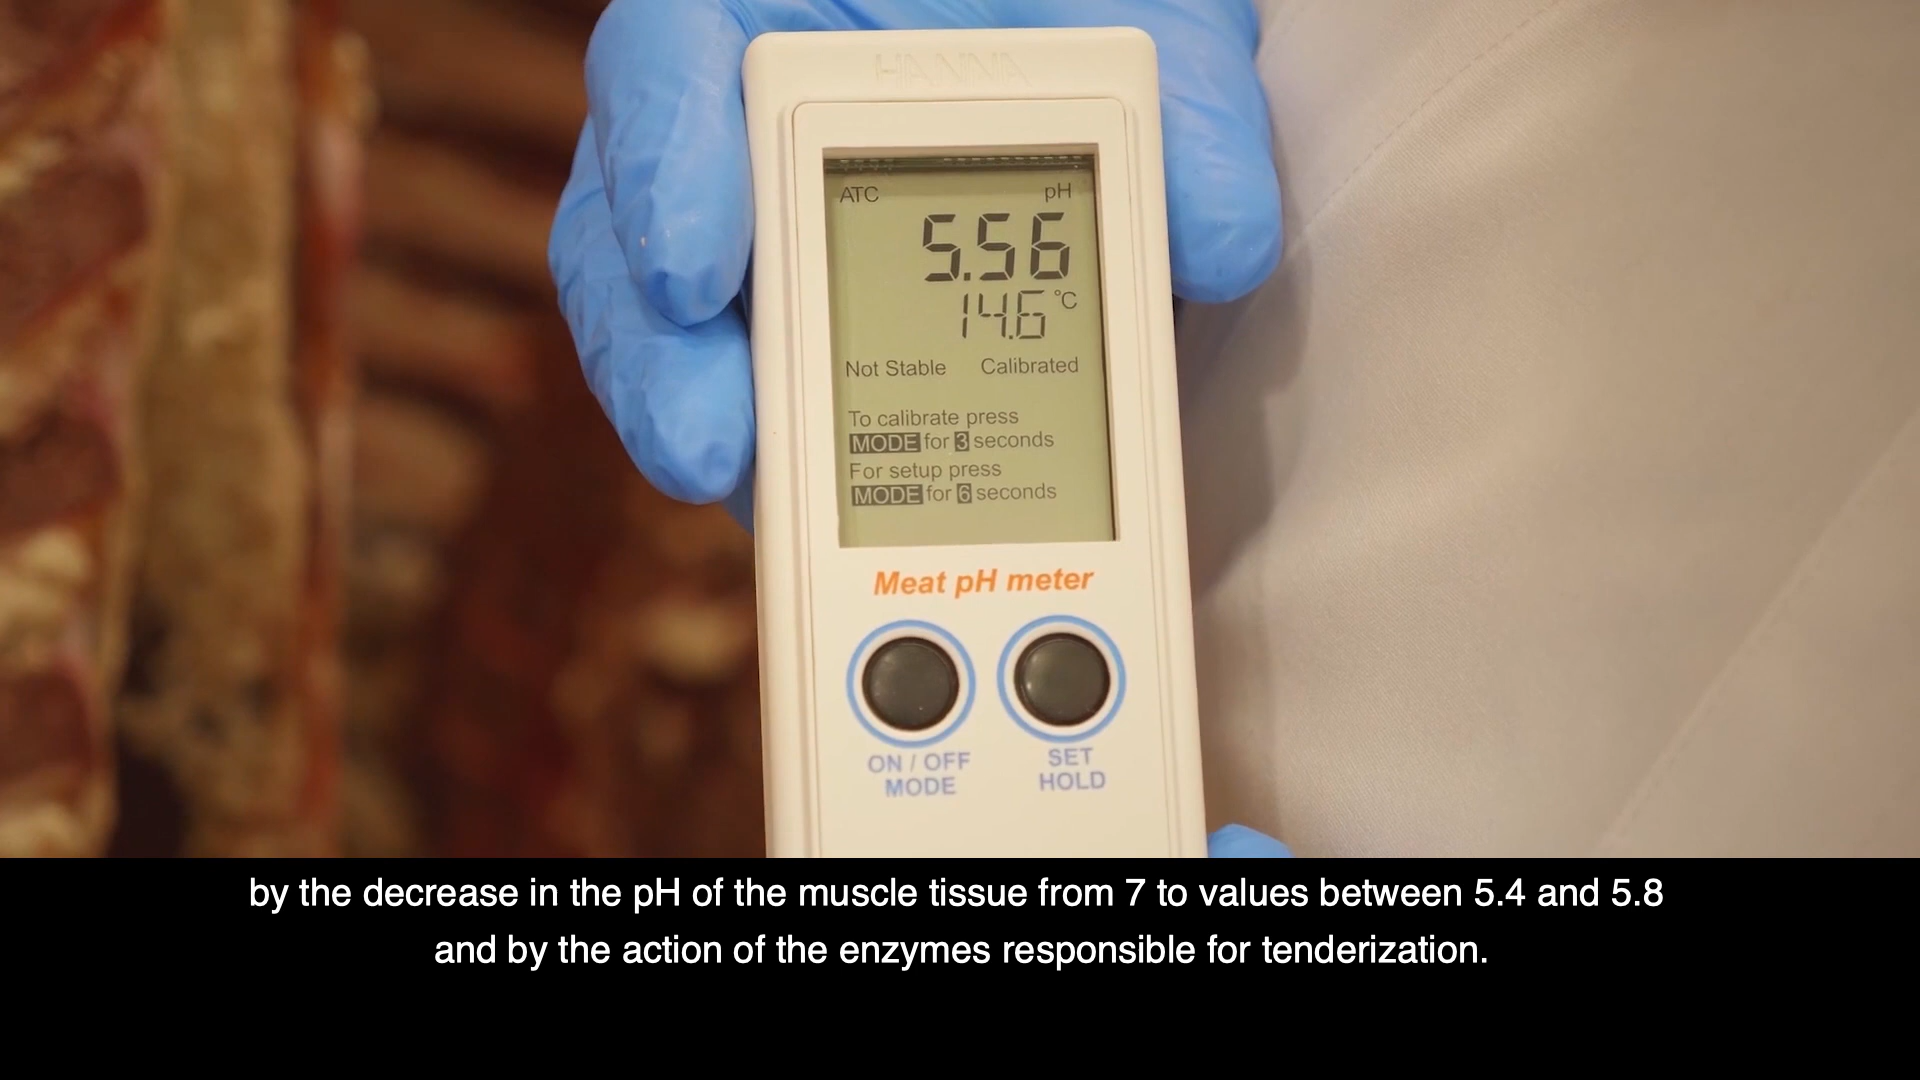 HANNA
ATC pH
5.56
14.6 °C
Not Stable Calibrated
To calibrate press
MODE for 3 seconds
For setup press
MODE for 6 seconds
Meat pH meter
ON / OFF SET
MODE HOLD
by the decrease in the pH of the muscle tissue from 7 to values between 5.4 and 5.8
and by the action of the enzymes responsible for tenderization.